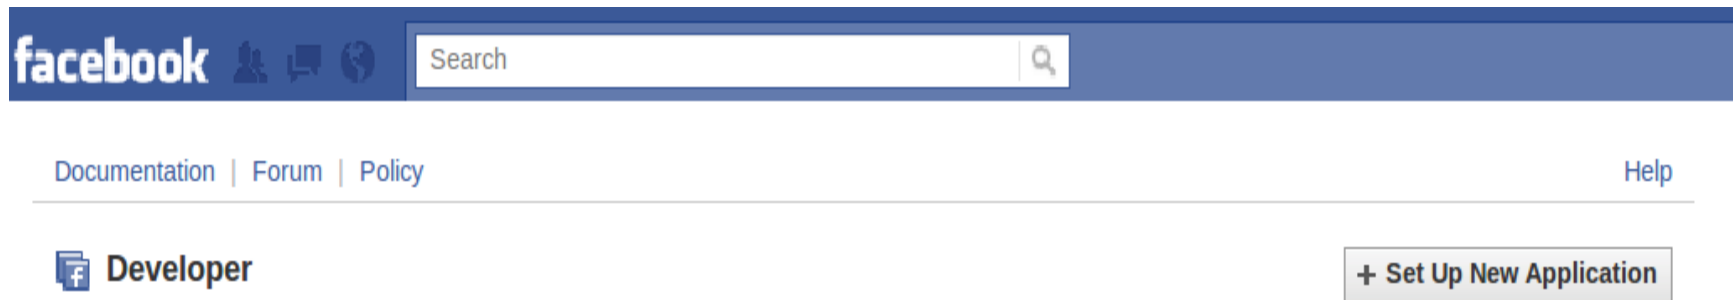 facebook Search
Documentation | Forum | Policy Help
Developer + Set Up New Application